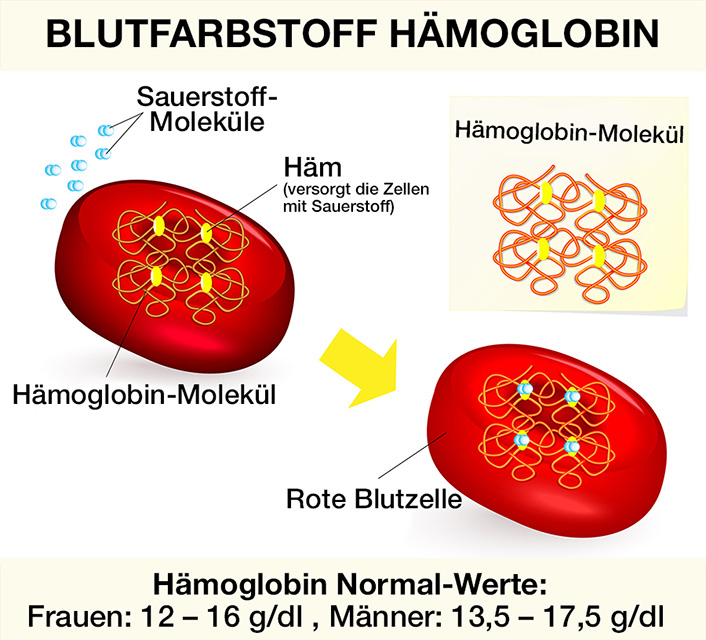 BLUTFARBSTOFF HÄMOGLOBIN
Sauerstoff-
Moleküle
Häm
(versorgt die Zellen
mit Sauerstoff)
Hämoglobin-Molekül
Hämoglobin-Molekül
Rote Blutzelle
Hämoglobin Normal-Werte:
Frauen: 12 – 16 g/dl , Männer: 13,5 – 17,5 g/dl